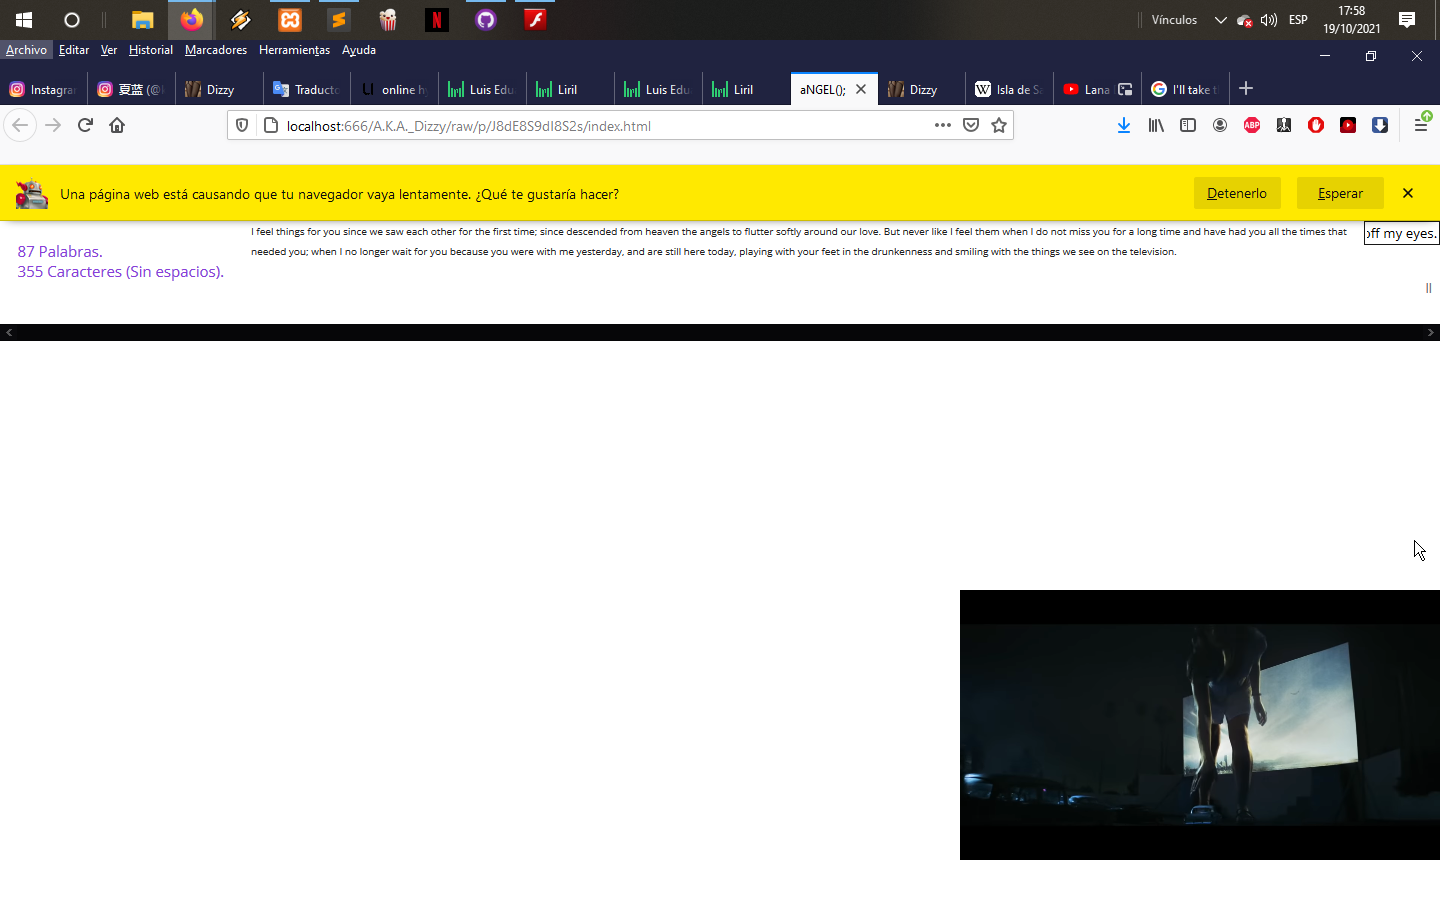 Vínculos
ESP
17:58
19/10/2021
Archivo Editar Ver Historial Marcadores Herramientas Ayuda
Instagram
夏蓝 (@
Dizzy
Traducto
online hy
Luis Edu
Liril
Luis Edu
Liril
aNGEL();
Dizzy
Isla de Sa
Lana
I'll take t
localhost:666/A.K.A._Dizzy/raw/p/J8dE8S9dI8S2s/index.html
ABP
Una página web está causando que tu navegador vaya lentamente. ¿Qué te gustaría hacer?
Detenerlo
Esperar
87 Palabras.
355 Caracteres (Sin espacios).
I feel things for you since we saw each other for the first time; since descended from heaven the angels to flutter softly around our love. But never like I feel them when I do not miss you for a long time and have had you all the times that
needed you; when I no longer wait for you because you were with me yesterday, and are still here today, playing with your feet in the drunkenness and smiling with the things we see on the television.
off my eyes.